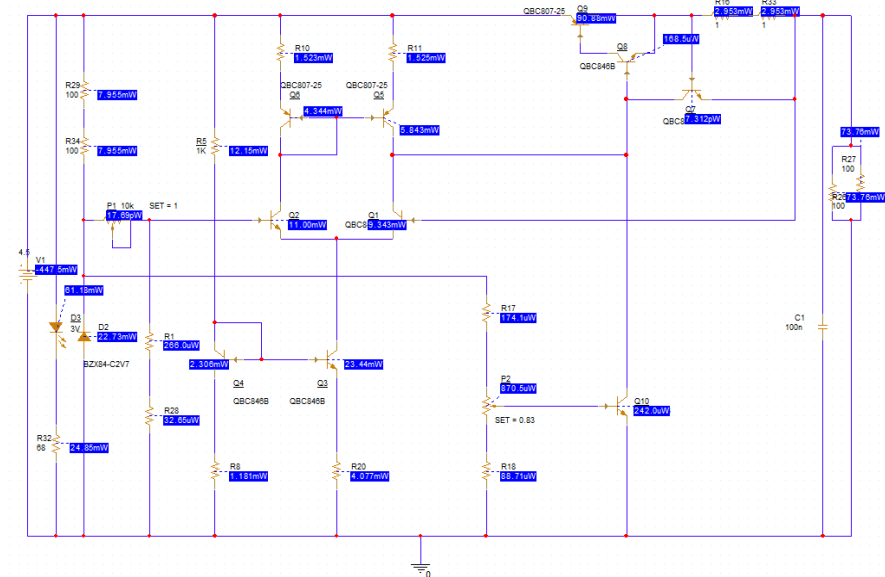 QBC807-25
Q9
90.88mW
R16
2.953mW
1
R33
2.953mW
1
Q8
168.5uW
QBC846B
R10
1.523mW
R11
1.525mW
R29
100
7.955mW
QBC807-25
Q6
4.344mW
QBC807-25
Q5
5.843mW
Q7
QBC8
7.312pW
R34
100
7.955mW
R5
1K
12.15mW
73.76mW
R27
100
73.76mW
100
P1 10k
17.69pW
SET = 1
Q2
11.00mW
Q1
QBC8
9.343mW
4.5
V1
-447.5mW
61.18mW
D3
3V
D2
22.73mW
BZX84-C2V7
R1
266.0uW
R17
174.1uW
C1
100n
2.306mW
Q4
QBC846B
23.44mW
Q3
QBC846B
P2
870.5uW
SET = 0.83
Q10
242.0uW
R28
32.65uW
R32
68
24.85mW
R8
1.181mW
R20
4.077mW
R18
88.71uW
0